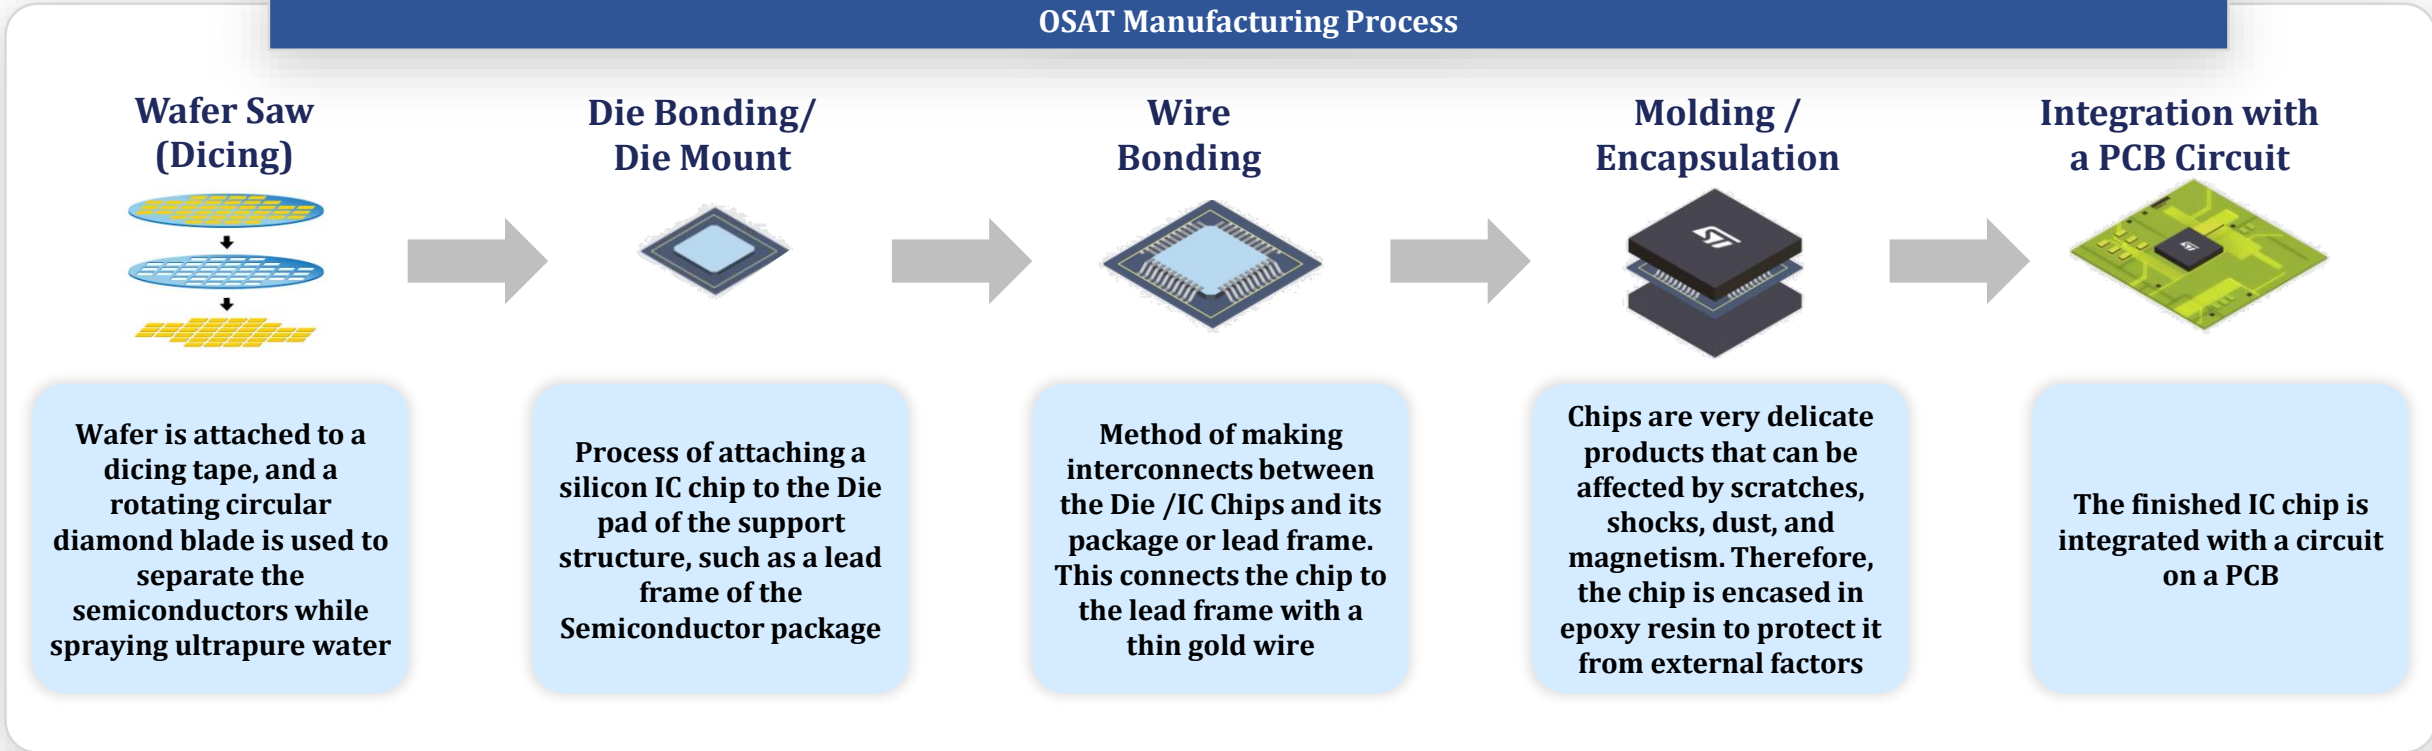 OSAT Manufacturing Process
Wafer Saw
(Dicing)
Die Bonding/
Die Mount
Wire
Bonding
Molding /
Encapsulation
Integration with
a PCB Circuit
ST
ST
Wafer is attached to a
dicing tape, and a
rotating circular
diamond blade is used to
separate the
semiconductors while
spraying ultrapure water
Process of attaching a
silicon IC chip to the Die
pad of the support
structure, such as a lead
frame of the
Semiconductor package
Method of making
interconnects between
the Die /IC Chips and its
package or lead frame.
This connects the chip to
the lead frame with a
thin gold wire
Chips are very delicate
products that can be
affected by scratches,
shocks, dust, and
magnetism. Therefore,
the chip is encased in
epoxy resin to protect it
from external factors
The finished IC chip is
integrated with a circuit
on a PCB